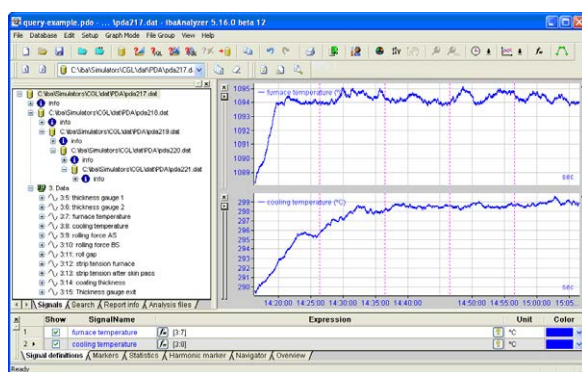 query-example.pdo - ... \pda217.dat - ibaAnalyzer 5.16.0 beta 12
File Database Edit Setup Graph Mode File Group View Help
C:\iba\Simulators\CGL\dat\PDA\pda217.d
C:\iba\Simulators\CGL\dat\PDA\pda217.dat
info
C:\iba\Simulators\CGL\dat\PDA\pda218.dat
info
C:\iba\Simulators\CGL\dat\PDA\pda219.dat
info
C:\iba\Simulators\CGL\dat\PDA\pda220.dat
info
C:\iba\Simulators\CGL\dat\PDA\pda221.dat
info
3. Data
3:5: thickness gauge 1
3:6: thickness gauge 2
3:7: furnace temperature
3:8: cooling temperature
3:9: rolling force AS
3:10: rolling force BS
3:11: roll gap
3:12: strip tension furnace
3:13: strip tension after skin pass
3:14: coating thickness
3:15: Thickness gauge exit
Signals Search Report info Analysis files
1095
furnace temperature (°C)
1094
1093
1092
1091
1090
1089
sec
299
cooling temperature (°C)
298
297
296
295
294
293
292
291
290
sec
14:20:00 14:25:00 14:30:00 14:35:00 14:40:00 14:50:00 14:55:00 15:00:00 15:05...
Show SignalName Expression Unit Color
1 furnace temperature fx [3:7] °C
2 cooling temperature fx [3:8] °C
Signal definitions Markers Statistics Harmonic marker Navigator Overview
Ready